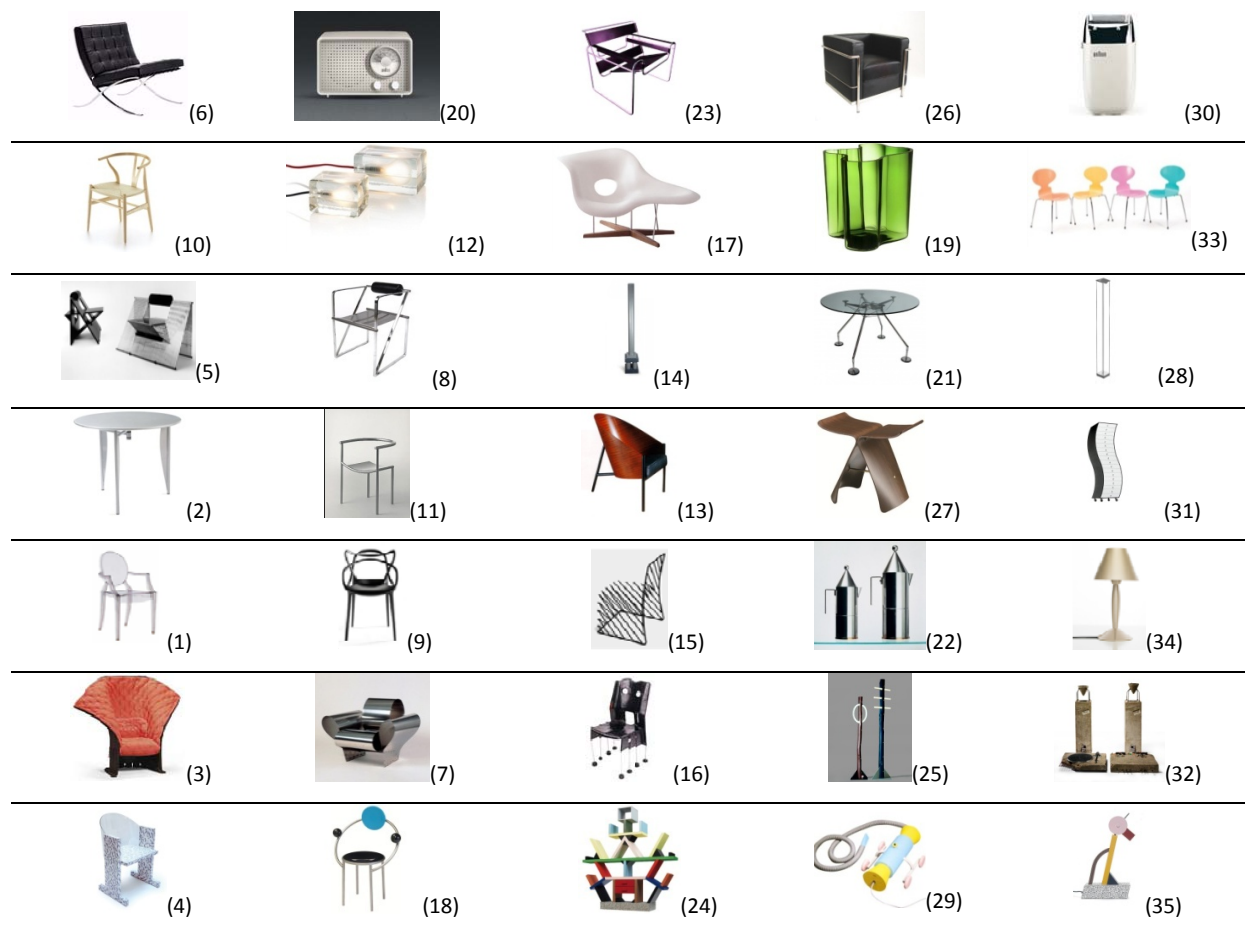 (6) (20) (23) (26) (30)
(10) (12) (17) (19) (33)
(5) (8) (14) (21) (28)
(2) (11) (13) (27) (31)
(1) (9) (15) (22) (34)
(3) (7) (16) (25) (32)
(4) (18) (24) (29) (35)